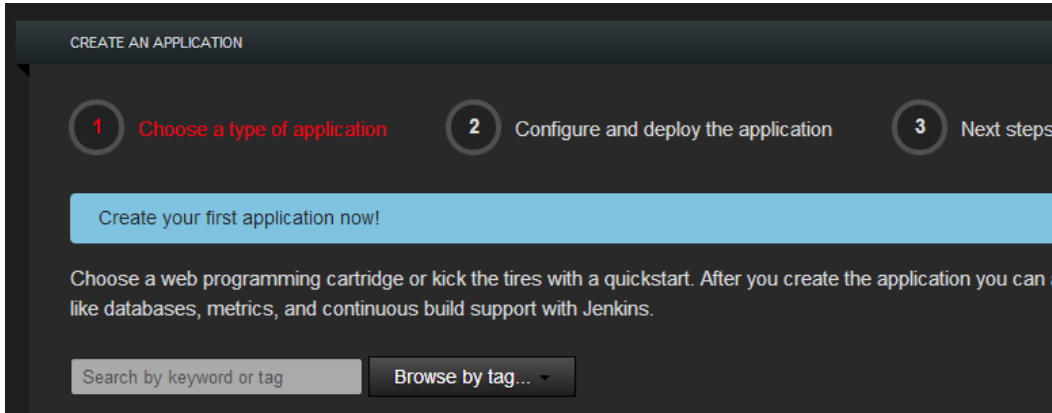 CREATE AN APPLICATION
1 Choose a type of application 2 Configure and deploy the application 3 Next steps
Create your first application now!
Choose a web programming cartridge or kick the tires with a quickstart. After you create the application you can
like databases, metrics, and continuous build support with Jenkins.
Search by keyword or tag Browse by tag...